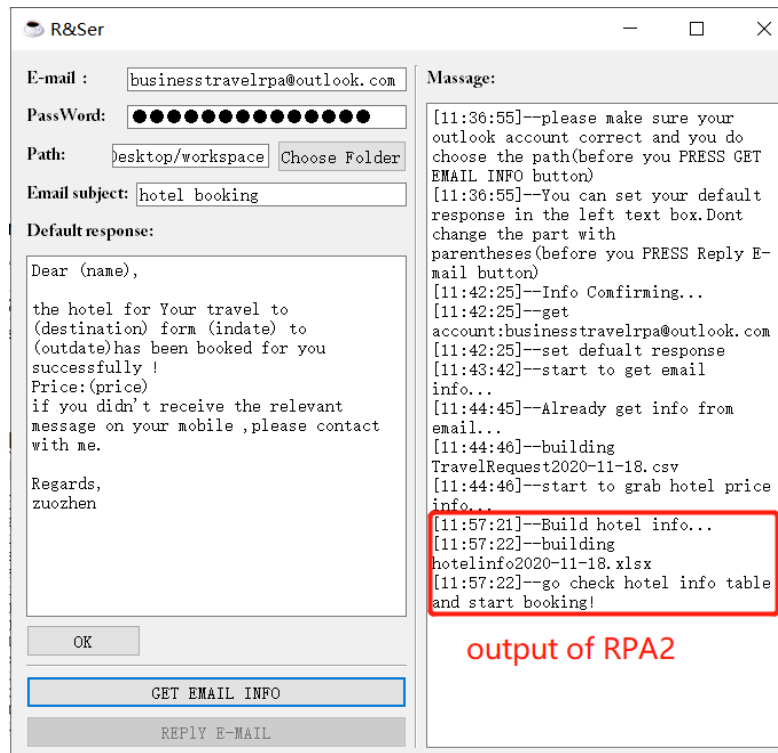 R&Ser
E-mail :
businesstravelrpa@outlook.com
PassWord:
●●●●●●●●●●●●●●
Path:
Desktop/workspace
Choose Folder
Email subject:
hotel booking
Default response:
Dear (name),
the hotel for Your travel to
(destination) form (indate) to
(outdate)has been booked for you
successfully !
Price:(price)
if you didn't receive the relevant
message on your mobile ,please contact
with me.
Regards,
zuozhen
OK
GET EMAIL INFO
REPlY E-MAIL
Massage:
[11:36:55]--please make sure your
outlook account correct and you do
choose the path(before you PRESS GET
EMAIL INFO button)
[11:36:55]--You can set your default
response in the left text box.Dont
change the part with
parentheses(before you PRESS Reply E-
mail button)
[11:42:25]--Info Comfirming...
[11:42:25]--get
account:businesstravelrpa@outlook.com
[11:42:25]--set defualt response
[11:43:42]--start to get email
info...
[11:44:45]--Already get info from
email...
[11:44:46]--building
TravelRequest2020-11-18.csv
[11:44:46]--start to grab hotel price
info...
[11:57:21]--Build hotel info...
[11:57:22]--building
hotelinfo2020-11-18.xlsx
[11:57:22]--go check hotel info table
and start booking!
output of RPA2